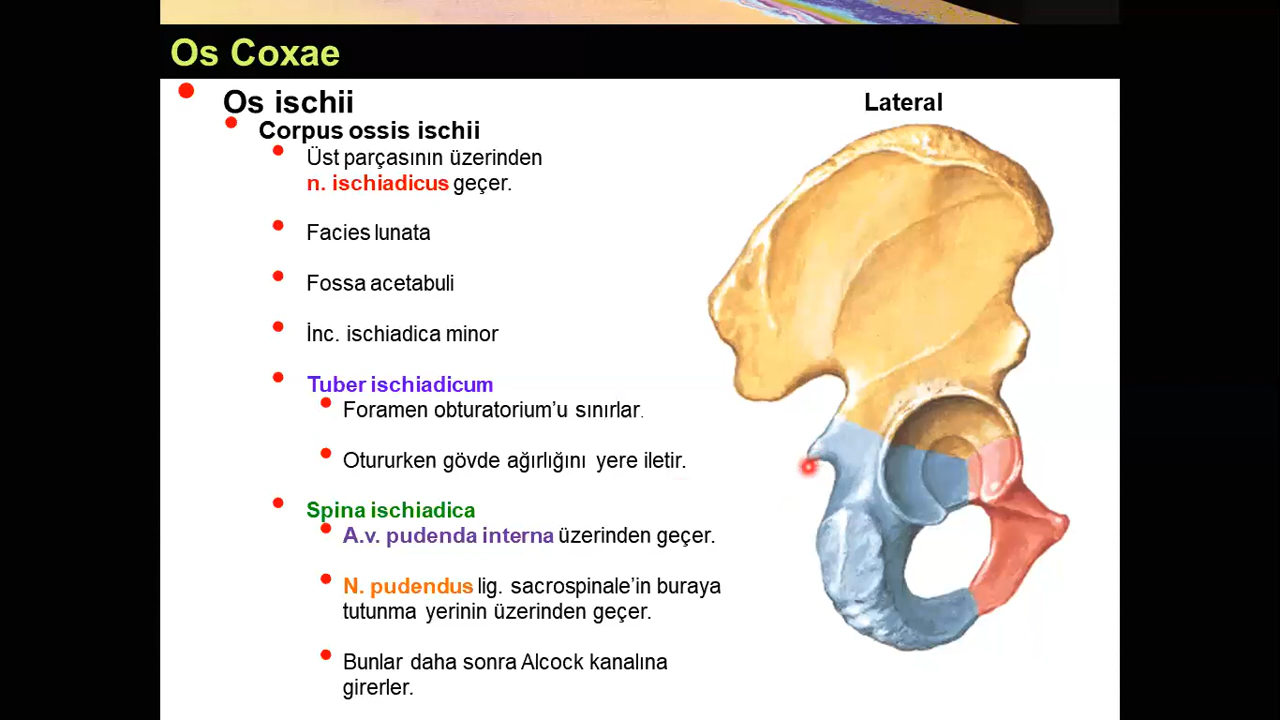 Os Coxae
Os ischii
Lateral
Corpus ossis ischii
Üst parçasının üzerinden
n. ischiadicus geçer.
Facies lunata
Fossa acetabuli
İnc. ischiadica minor
Tuber ischiadicum
Foramen obturatorium’u sınırlar.
Otururken gövde ağırlığını yere iletir.
Spina ischiadica
A.v. pudenda interna üzerinden geçer.
N. pudendus lig. sacrospinale’in buraya
tutunma yerinin üzerinden geçer.
Bunlar daha sonra Alcock kanalına
girerler.